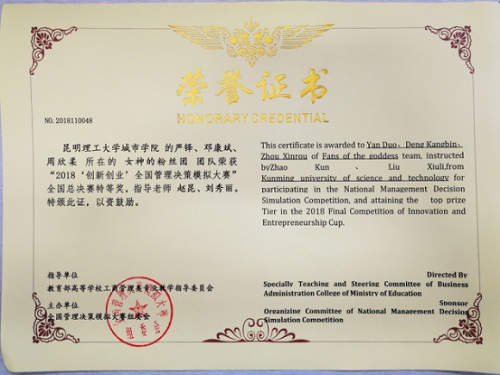 荣誉证书
HONORARY CREDENTIAL
NO. 2018110048
昆明理工大学城市学院 的严铎、邓康斌、
周欣柔 所在的 女神的粉丝团 团队荣获
“2018 ‘创新创业’全国管理决策模拟大赛”
全国总决赛特等奖，指导老师 赵昆、刘秀丽。
特颁此证，以资鼓励。
This certificate is awarded to Yan Duo、Deng Kangbin、
Zhou Xinrou of Fans of the goddess team, instructed
byZhao Kun 、 Liu Xiuli,from
Kunming university of science and technology for
participating in the National Management Decision
Simulation Competition, and attaining the top prize
Tier in the 2018 Final Competition of Innovation and
Entrepreneurship Cup.
指导单位
教育部高等学校工商管理类专业教学指导委员会
主办单位
全国管理决策模拟大赛组委会
Directed By
Specially Teaching and Steering Committee of Business
Administration College of Ministry of Education
Sponsor
Organizing Committee of National Management Decision
Simulation Competition